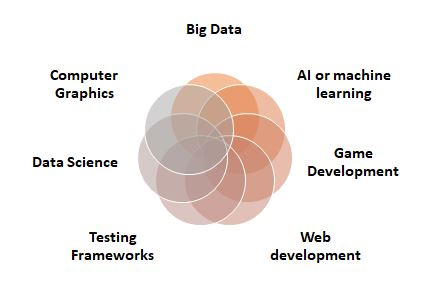 Big Data
AI or machine
learning
Game
Development
Web
development
Testing
Frameworks
Data Science
Computer
Graphics